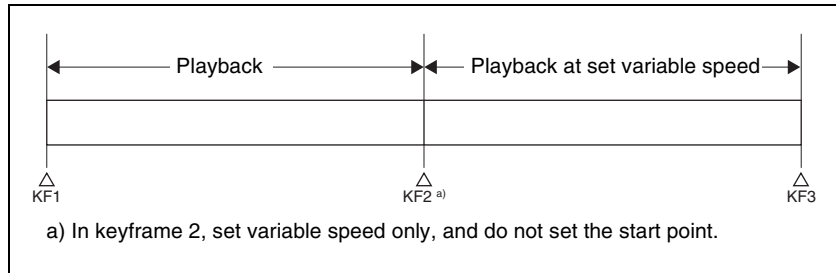 Playback Playback at set variable speed
KF1 KF2 a) KF3
a) In keyframe 2, set variable speed only, and do not set the start point.